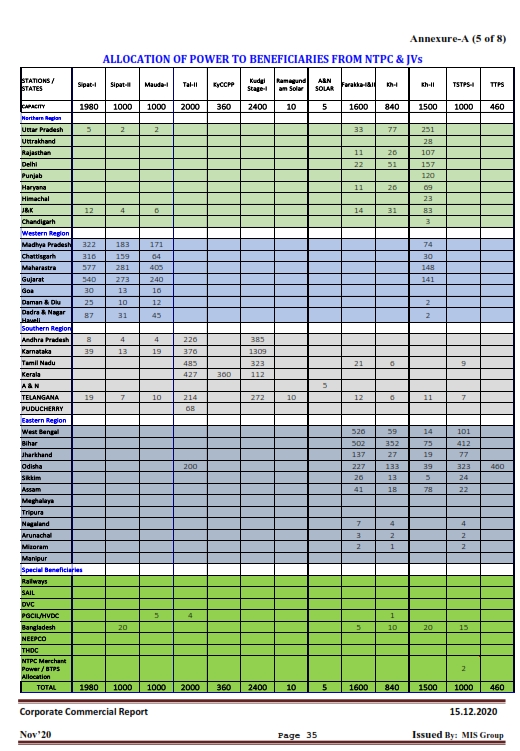 Annexure-A (5 of 8)
ALLOCATION OF POWER TO BENEFICIARIES FROM NTPC & JVs
STATIONS / STATES Sipat-I Sipat-II Mauda-I Tal-II KyCCPP Kudgi Stage-I Ramagundam Solar A&N SOLAR Farakka-I&II Kh-I Kh-II TSTPS-I TTPS
CAPACITY 1980 1000 1000 2000 360 2400 10 5 1600 840 1500 1000 460
Northern Region
Uttar Pradesh 5 2 2 33 77 251
Uttrakhand 28
Rajasthan 11 26 107
Delhi 22 51 157
Punjab 120
Haryana 11 26 69
Himachal 23
J&K 12 4 6 14 31 83
Chandigarh 3
Western Region
Madhya Pradesh 322 183 171 74
Chattisgarh 316 159 64 30
Maharastra 577 281 405 148
Gujarat 540 273 240 141
Goa 30 13 16
Daman & Diu 25 10 12 2
Dadra & Nagar Haveli 87 31 45 2
Southern Region
Andhra Pradesh 8 4 4 226 385
Karnataka 39 13 19 376 1309
Tamil Nadu 485 323 21 6 9
Kerala 427 360 112
A & N 5
TELANGANA 19 7 10 214 272 10 12 6 11 7
PUDUCHERRY 68
Eastern Region
West Bengal 526 59 14 101
Bihar 502 352 75 412
Jharkhand 137 27 19 77
Odisha 200 227 133 39 323 460
Sikkim 26 13 5 24
Assam 41 18 78 22
Meghalaya
Tripura
Nagaland 7 4 4
Arunachal 3 2 2
Mizoram 2 1 2
Manipur
Special Beneficiaries
Railways
SAIL
DVC
PGCIL/HVDC 5 4 1
Bangladesh 20 5 10 20 15
NEEPCO
THDC
NTPC Merchant Power / BTPS Allocation 2
TOTAL 1980 1000 1000 2000 360 2400 10 5 1600 840 1500 1000 460
Corporate Commercial Report 15.12.2020
Nov'20 Page 35 Issued By: MIS Group